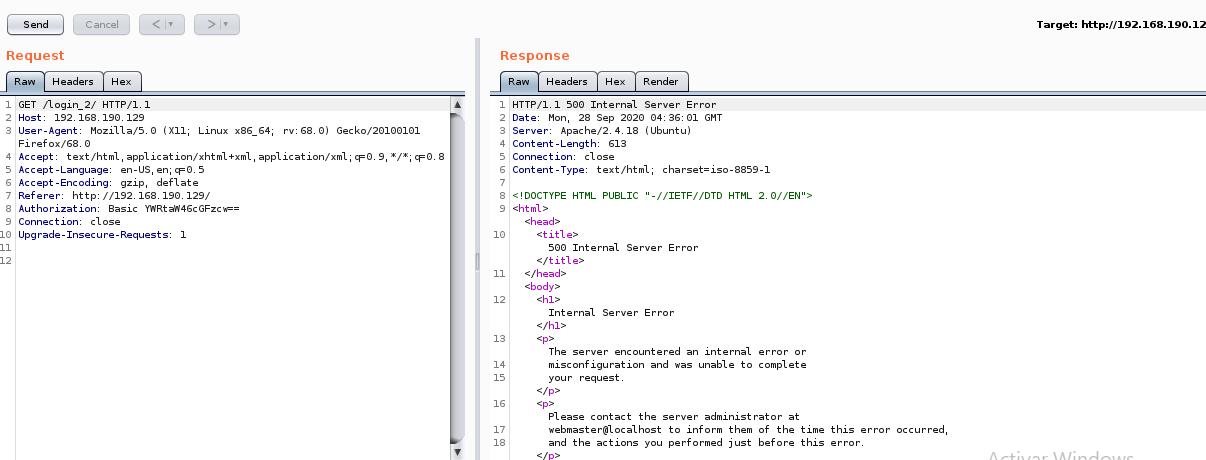 Send Cancel < > Target: http://192.168.190.12
Request
Raw Headers Hex
1 GET /login_2/ HTTP/1.1
2 Host: 192.168.190.129
3 User-Agent: Mozilla/5.0 (X11; Linux x86_64; rv:68.0) Gecko/20100101
Firefox/68.0
4 Accept: text/html,application/xhtml+xml,application/xml;q=0.9,*/*;q=0.8
5 Accept-Language: en-US,en;q=0.5
6 Accept-Encoding: gzip, deflate
7 Referer: http://192.168.190.129/
8 Authorization: Basic YWRtaW46cGFzcw==
9 Connection: close
10 Upgrade-Insecure-Requests: 1
11
12
Response
Raw Headers Hex Render
1 HTTP/1.1 500 Internal Server Error
2 Date: Mon, 28 Sep 2020 04:36:01 GMT
3 Server: Apache/2.4.18 (Ubuntu)
4 Content-Length: 613
5 Connection: close
6 Content-Type: text/html; charset=iso-8859-1
7
8 <!DOCTYPE HTML PUBLIC "-//IETF//DTD HTML 2.0//EN">
9 <html>
<head>
10 <title>
500 Internal Server Error
</title>
11 </head>
<body>
12 <h1>
Internal Server Error
</h1>
13 <p>
The server encountered an internal error or
14 misconfiguration and was unable to complete
15 your request.
</p>
16 <p>
Please contact the server administrator at
17 webmaster@localhost to inform them of the time this error occurred,
18 and the actions you performed just before this error.
</p>
Activar Windows